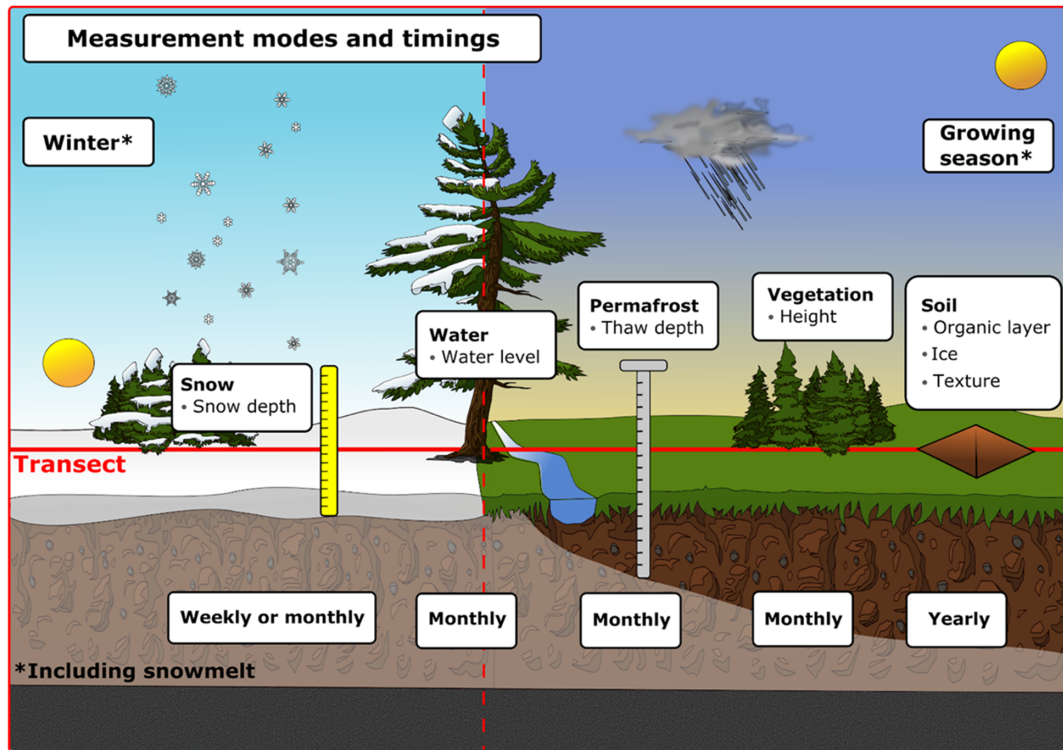 Measurement modes and timings
Winter*
Growing
season*
Snow
• Snow depth
Water
• Water level
Permafrost
• Thaw depth
Vegetation
• Height
Soil
• Organic layer
• Ice
• Texture
Transect
Weekly or monthly
Monthly
Monthly
Monthly
Yearly
*Including snowmelt